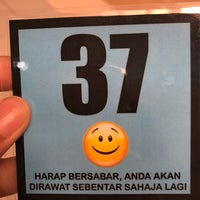 37
HARAP BERSABAR, ANDA AKAN
DIRAWAT SEBENTAR SAHAJA LAGI